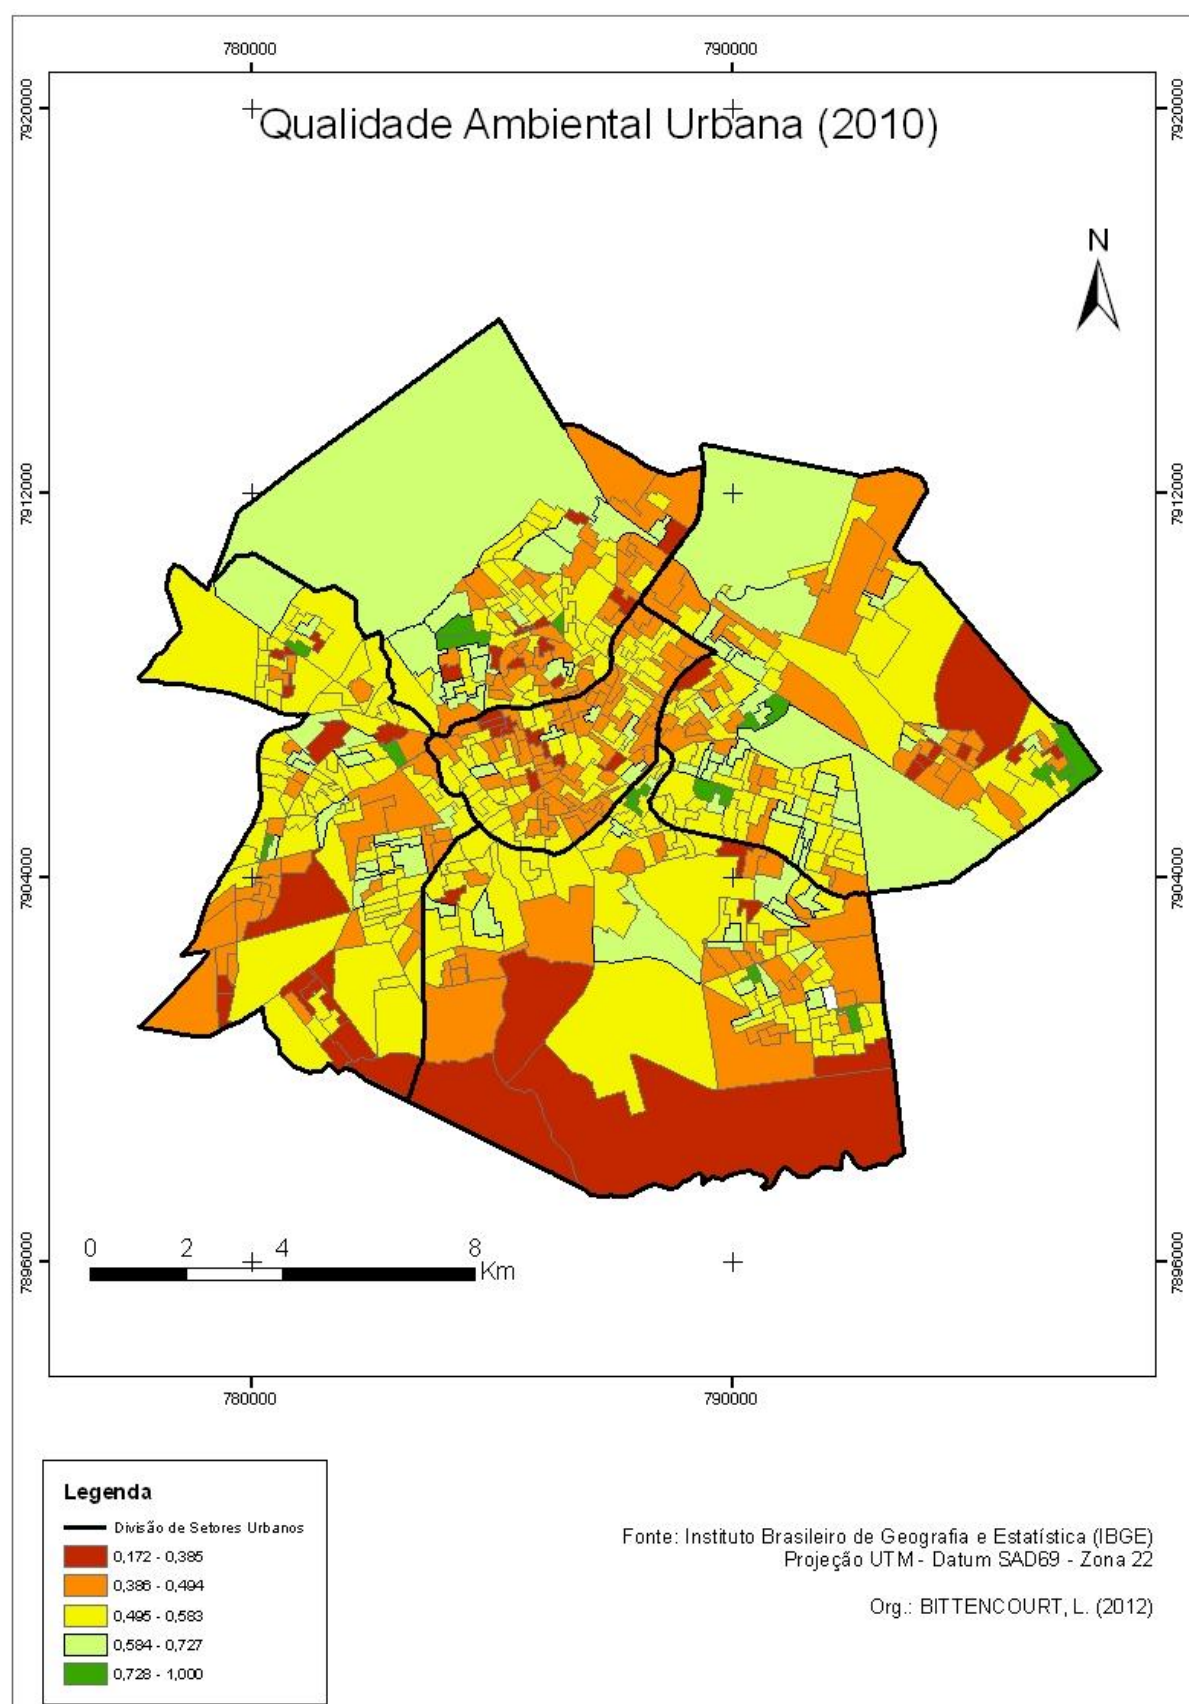 780000 790000
7920000 7920000
Qualidade Ambiental Urbana (2010)
N
7912000 7912000
7904000 7904000
0 2 4 8
Km
7896000 7896000
780000 790000
Legenda
Divisão de Setores Urbanos
0,172 - 0,385
0,386 - 0,494
0,495 - 0,583
0,584 - 0,727
0,728 - 1,000
Fonte: Instituto Brasileiro de Geografia e Estatística (IBGE)
Projeção UTM - Datum SAD69 - Zona 22
Org.: BITTENCOURT, L. (2012)